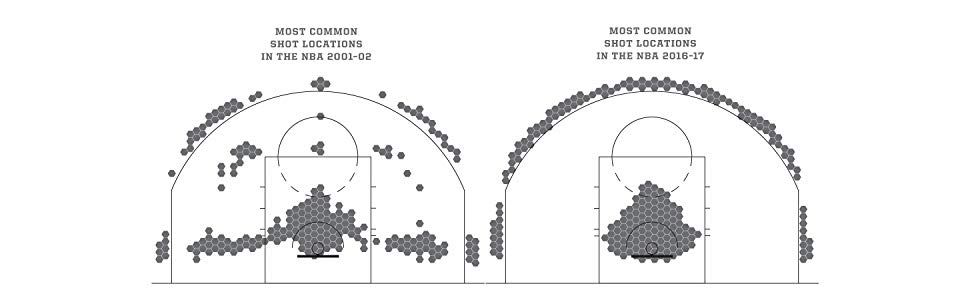 MOST COMMON
SHOT LOCATIONS
IN THE NBA 2001-02
MOST COMMON
SHOT LOCATIONS
IN THE NBA 2016-17